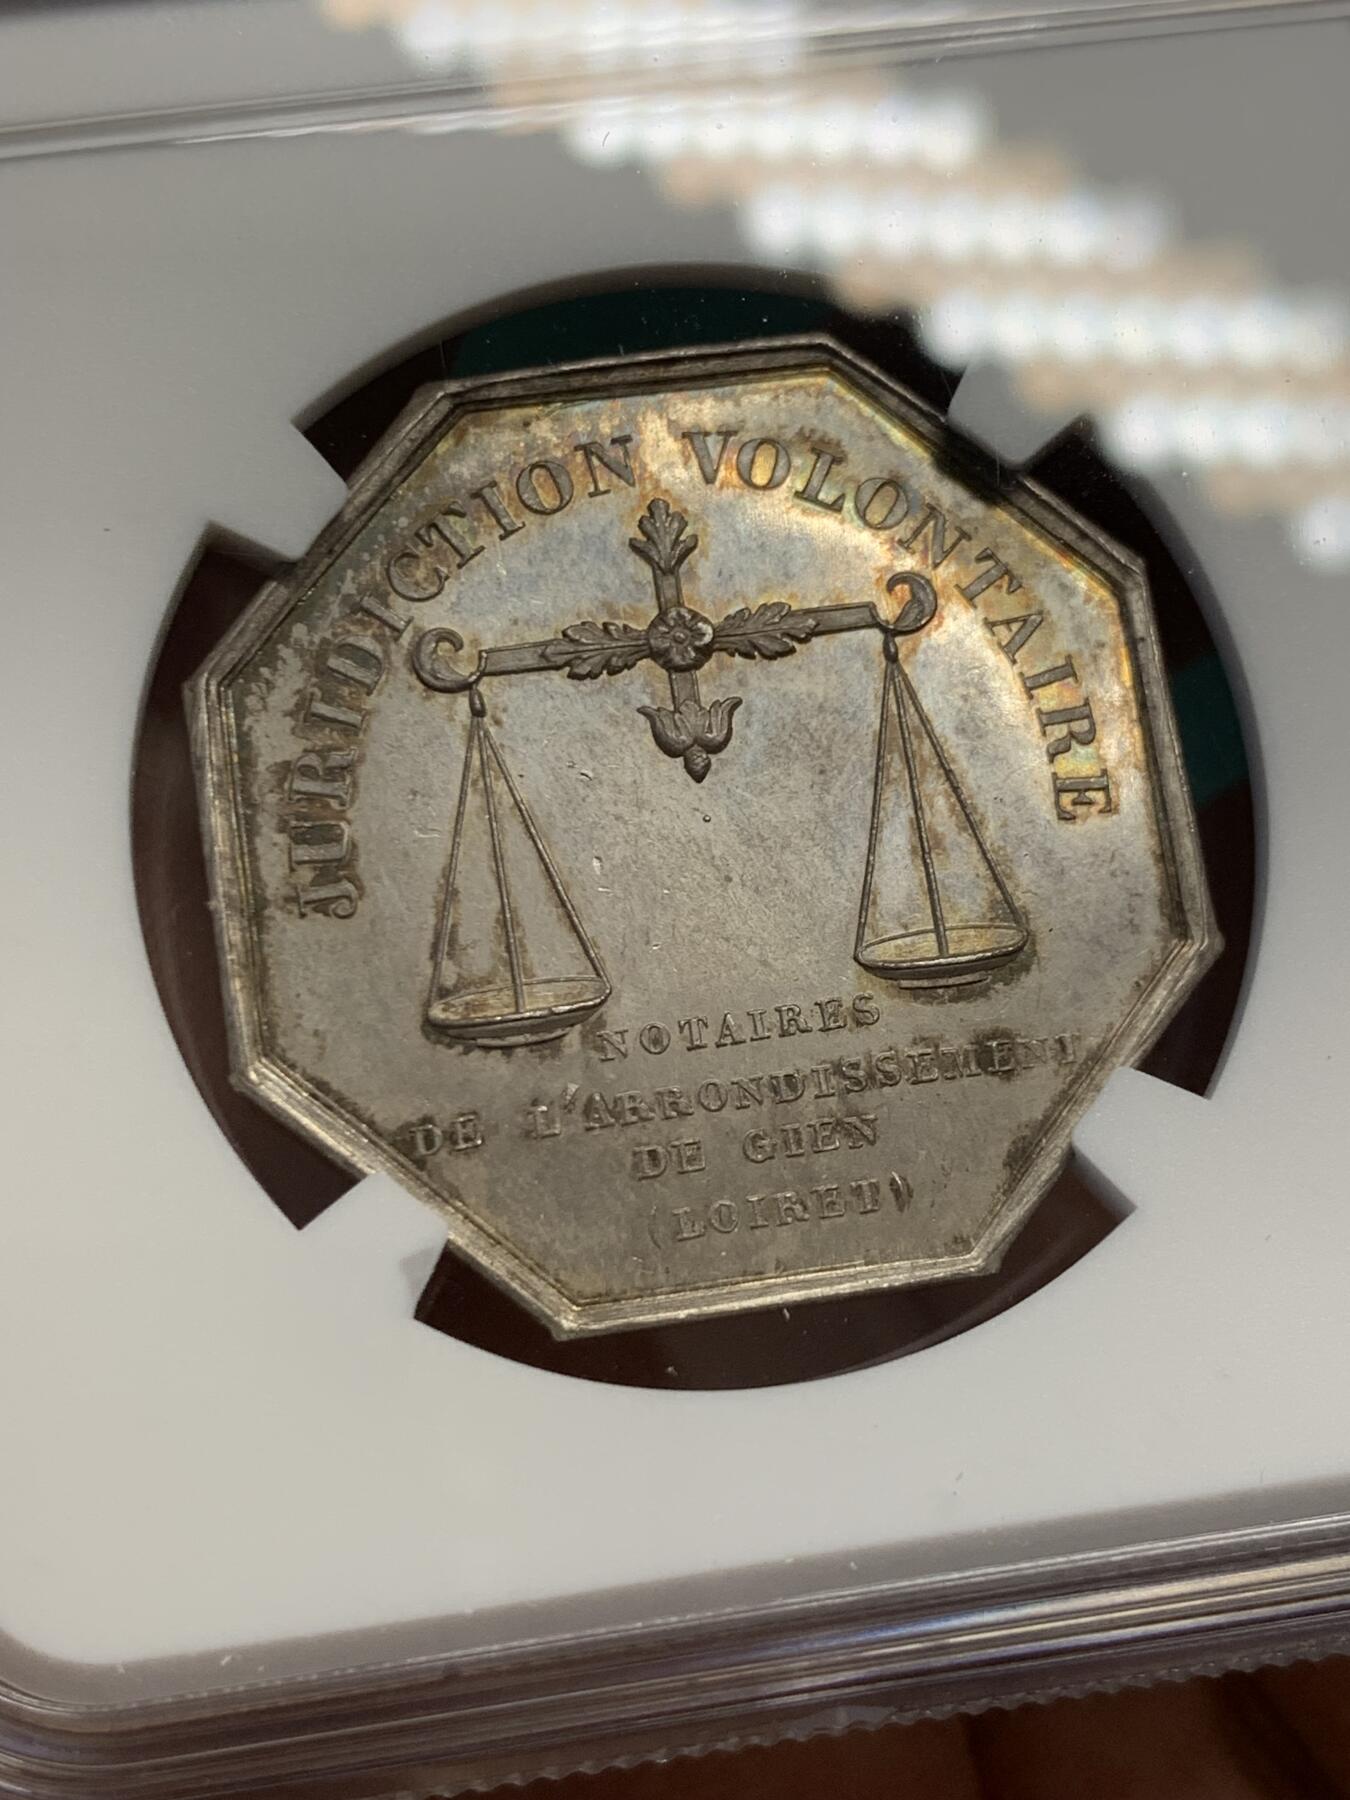 JURIDICTION VOLONTAIRE
NOTAIRES
DE L'ARRONDISSEMENT
DE GIEN
(LOIRET)